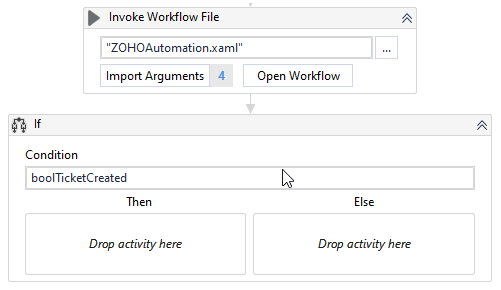 Invoke Workflow File
"ZOHOAutomation.xaml"
...
Import Arguments 4 Open Workflow
If
Condition
boolTicketCreated
Then Else
Drop activity here Drop activity here